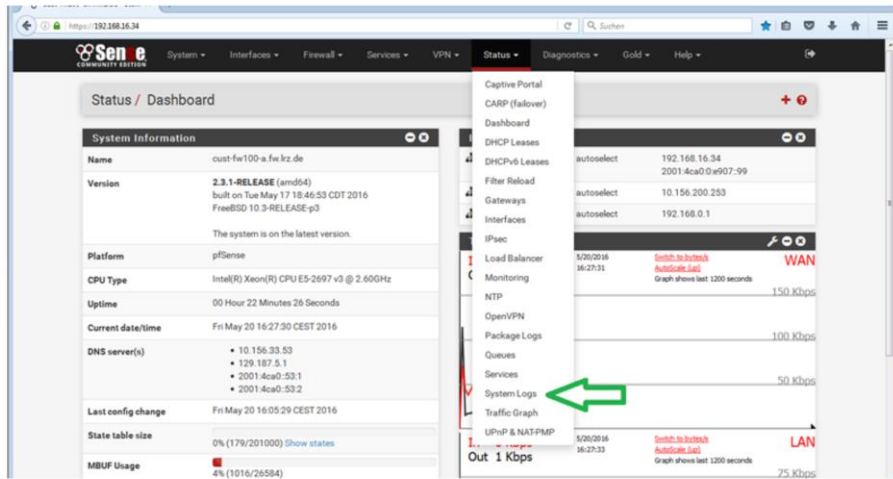 https://192.168.16.34
Suchen
Sense
COMMUNITY EDITION
System
Interfaces
Firewall
Services
VPN
Status
Diagnostics
Gold
Help
Status / Dashboard
System Information
Name cust-fw100-a.fw.lrz.de
Version 2.3.1-RELEASE (amd64)
built on Tue May 17 18:46:53 CDT 2016
FreeBSD 10.3-RELEASE-p3
The system is on the latest version.
Platform pfSense
CPU Type Intel(R) Xeon(R) CPU E5-2697 v3 @ 2.60GHz
Uptime 00 Hour 22 Minutes 26 Seconds
Current date/time Fri May 20 16:27:30 CEST 2016
DNS server(s)
• 10.156.33.53
• 129.187.5.1
• 2001:4ca0::53:1
• 2001:4ca0::53:2
Last config change Fri May 20 16:05:29 CEST 2016
State table size 0% (179/201000) Show states
MBUF Usage 4% (1016/26584)
Captive Portal
CARP (failover)
Dashboard
DHCP Leases
DHCPv6 Leases
Filter Reload
Gateways
Interfaces
IPsec
Load Balancer
Monitoring
NTP
OpenVPN
Package Logs
Queues
Services
System Logs
Traffic Graph
UPnP & NAT-PMP
autoselect 192.168.16.34
2001:4ca0:0:e907::99
autoselect 10.156.200.253
autoselect 192.168.0.1
5/20/2016
16:27:31
Switch to bytes/s
AutoScale (up)
Graph shows last 1200 seconds
WAN
150 Kbps
100 Kbps
50 Kbps
Out 1 Kbps
5/20/2016
16:27:33
Switch to bytes/s
AutoScale (up)
Graph shows last 1200 seconds
LAN
75 Kbps